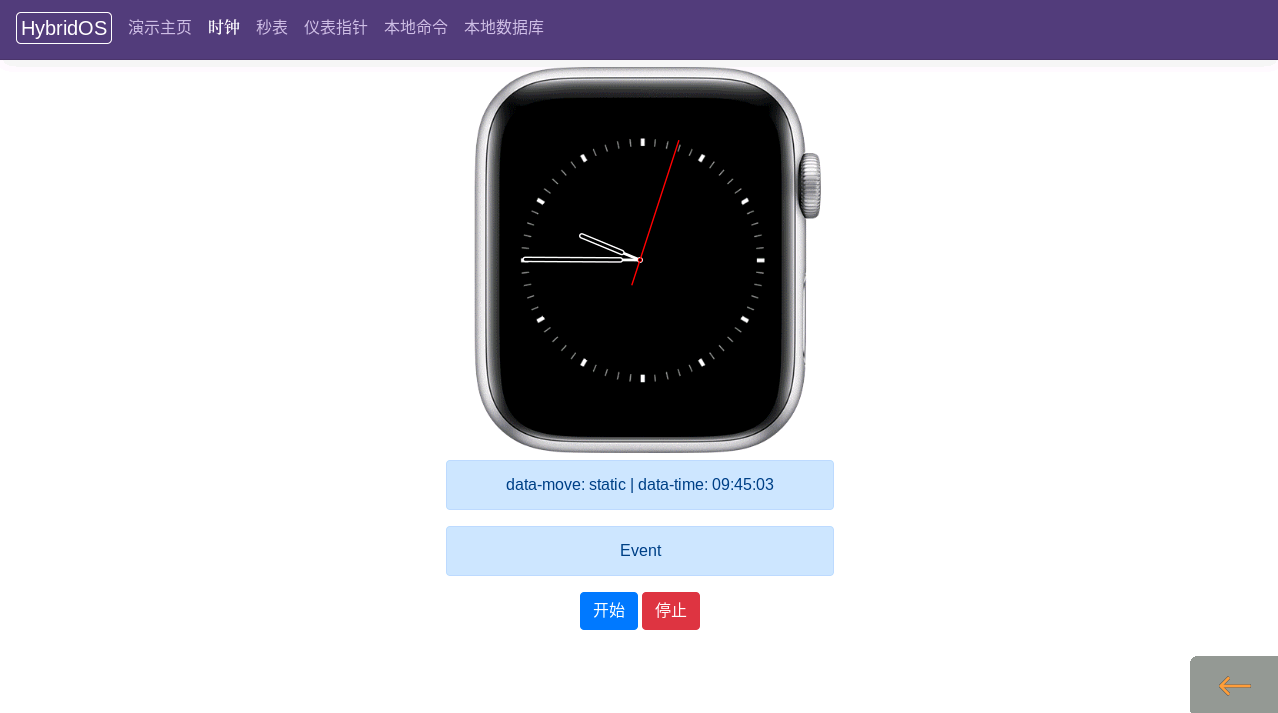 HybridOS 演示主页 时钟 秒表 仪表指针 本地命令 本地数据库
data-move: static | data-time: 09:45:03
Event
开始 停止